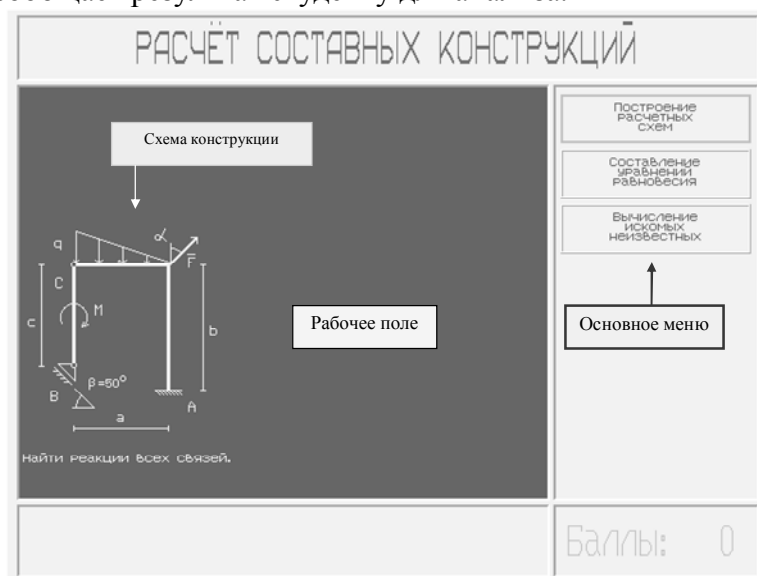 РАСЧЁТ СОСТАВНЫХ КОНСТРУКЦИЙ
Схема конструкции
q
α
F
C
M
c
b
β=50°
B
A
a
Найти реакции всех связей.
Рабочее поле
Построение
расчетных
схем
Составление
уравнений
равновесия
Вычисление
искомых
неизвестных
Основное меню
Баллы: 0